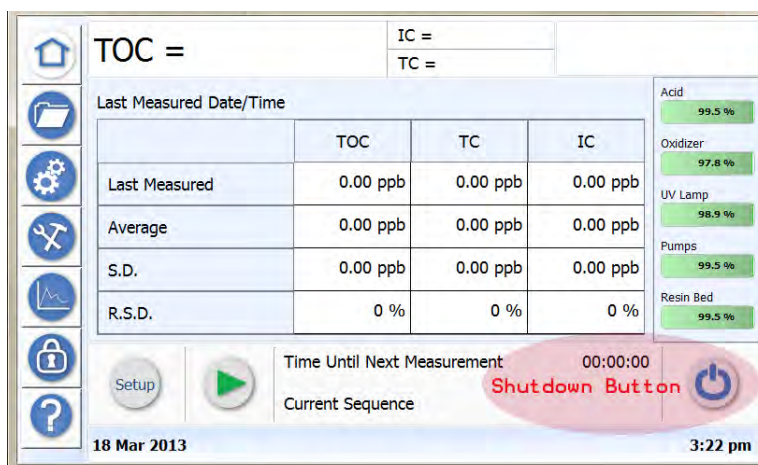 TOC =
IC =
TC =
Last Measured Date/Time
TOC TC IC
Last Measured 0.00 ppb 0.00 ppb 0.00 ppb
Average 0.00 ppb 0.00 ppb 0.00 ppb
S.D. 0.00 ppb 0.00 ppb 0.00 ppb
R.S.D. 0 % 0 % 0 %
Acid
99.5 %
Oxidizer
97.8 %
UV Lamp
98.9 %
Pumps
99.5 %
Resin Bed
99.5 %
Setup
Time Until Next Measurement 00:00:00
Shutdown Button
Current Sequence
?
18 Mar 2013 3:22 pm